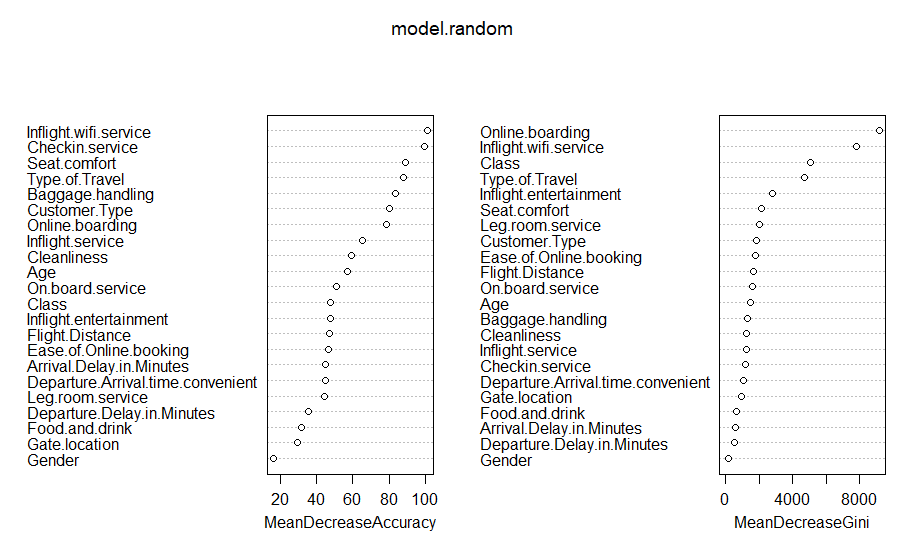 model.random
Inflight.wifi.service
Checkin.service
Seat.comfort
Type.of.Travel
Baggage.handling
Customer.Type
Online.boarding
Inflight.service
Cleanliness
Age
On.board.service
Class
Inflight.entertainment
Flight.Distance
Ease.of.Online.booking
Arrival.Delay.in.Minutes
Departure.Arrival.time.convenient
Leg.room.service
Departure.Delay.in.Minutes
Food.and.drink
Gate.location
Gender
20 40 60 80 100
MeanDecreaseAccuracy
Online.boarding
Inflight.wifi.service
Class
Type.of.Travel
Inflight.entertainment
Seat.comfort
Leg.room.service
Customer.Type
Ease.of.Online.booking
Flight.Distance
On.board.service
Age
Baggage.handling
Cleanliness
Inflight.service
Checkin.service
Departure.Arrival.time.convenient
Gate.location
Food.and.drink
Arrival.Delay.in.Minutes
Departure.Delay.in.Minutes
Gender
0 4000 8000
MeanDecreaseGini